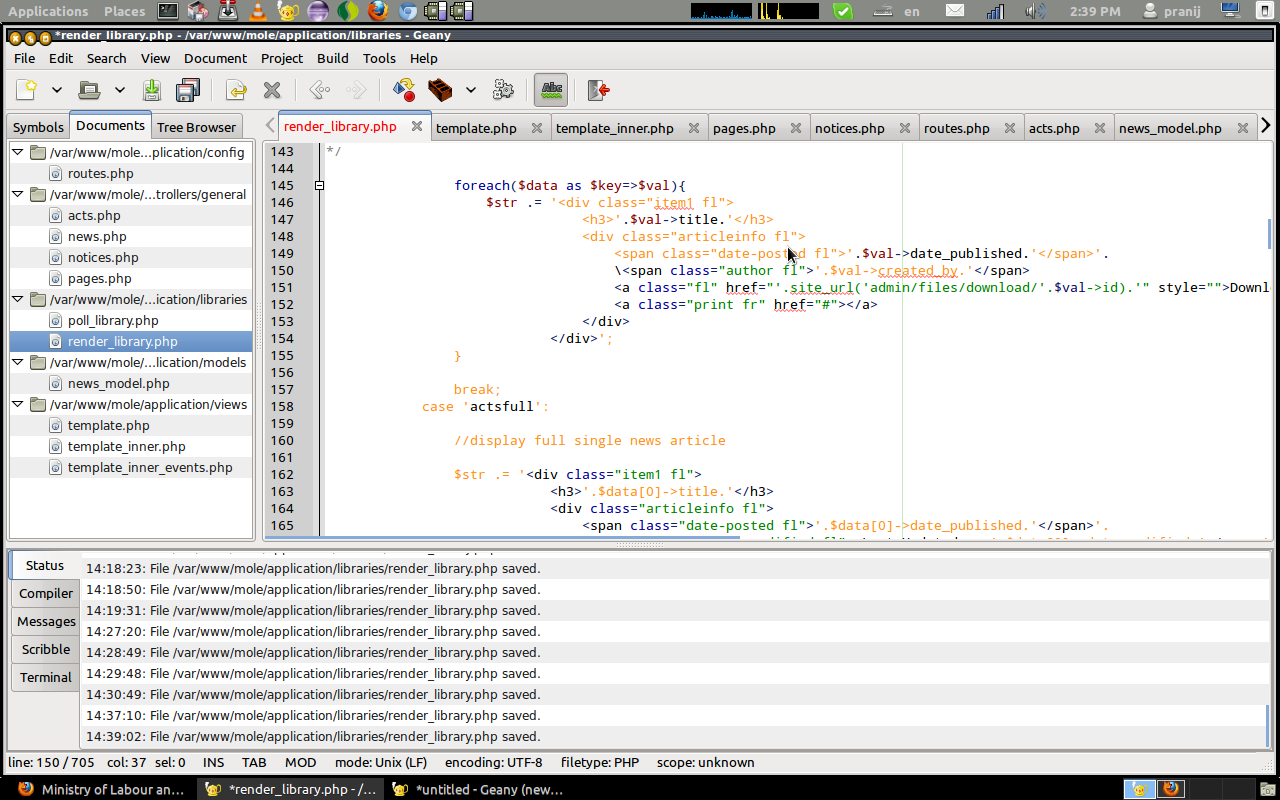 Applications Places en 2:39 PM pranij
*render_library.php - /var/www/mole/application/libraries - Geany
File Edit Search View Document Project Build Tools Help
Abc
Symbols Documents Tree Browser
render_library.php template.php template_inner.php pages.php notices.php routes.php acts.php news_model.php
/var/www/mole...plication/config
routes.php
/var/www/mole/...trollers/general
acts.php
news.php
notices.php
pages.php
/var/www/mole/...ication/libraries
poll_library.php
render_library.php
/var/www/mole/...lication/models
news_model.php
/var/www/mole/application/views
template.php
template_inner.php
template_inner_events.php
143 */
144
145 foreach($data as $key=>$val){
146 $str .= '<div class="item1 fl">
147 <h3>'.$val->title.'</h3>
148 <div class="articleinfo fl">
149 <span class="date-posted fl">'.$val->date_published.'</span>'.
150 \<span class="author fl">'.$val->created_by.'</span>
151 <a class="fl" href="'.site_url('admin/files/download/'.$val->id).'" style="">Downl
152 <a class="print fr" href="#"></a>
153 </div>
154 </div>';
155 }
156
157 break;
158 case 'actsfull':
159
160 //display full single news article
161
162 $str .= '<div class="item1 fl">
163 <h3>'.$data[0]->title.'</h3>
164 <div class="articleinfo fl">
165 <span class="date-posted fl">'.$data[0]->date_published.'</span>'.
Status
Compiler
Messages
Scribble
Terminal
14:18:23: File /var/www/mole/application/libraries/render_library.php saved.
14:18:50: File /var/www/mole/application/libraries/render_library.php saved.
14:19:31: File /var/www/mole/application/libraries/render_library.php saved.
14:27:20: File /var/www/mole/application/libraries/render_library.php saved.
14:28:49: File /var/www/mole/application/libraries/render_library.php saved.
14:29:48: File /var/www/mole/application/libraries/render_library.php saved.
14:30:49: File /var/www/mole/application/libraries/render_library.php saved.
14:37:10: File /var/www/mole/application/libraries/render_library.php saved.
14:39:02: File /var/www/mole/application/libraries/render_library.php saved.
line: 150 / 705 col: 37 sel: 0 INS TAB MOD mode: Unix (LF) encoding: UTF-8 filetype: PHP scope: unknown
Ministry of Labour an... *render_library.php - /... *untitled - Geany (new...